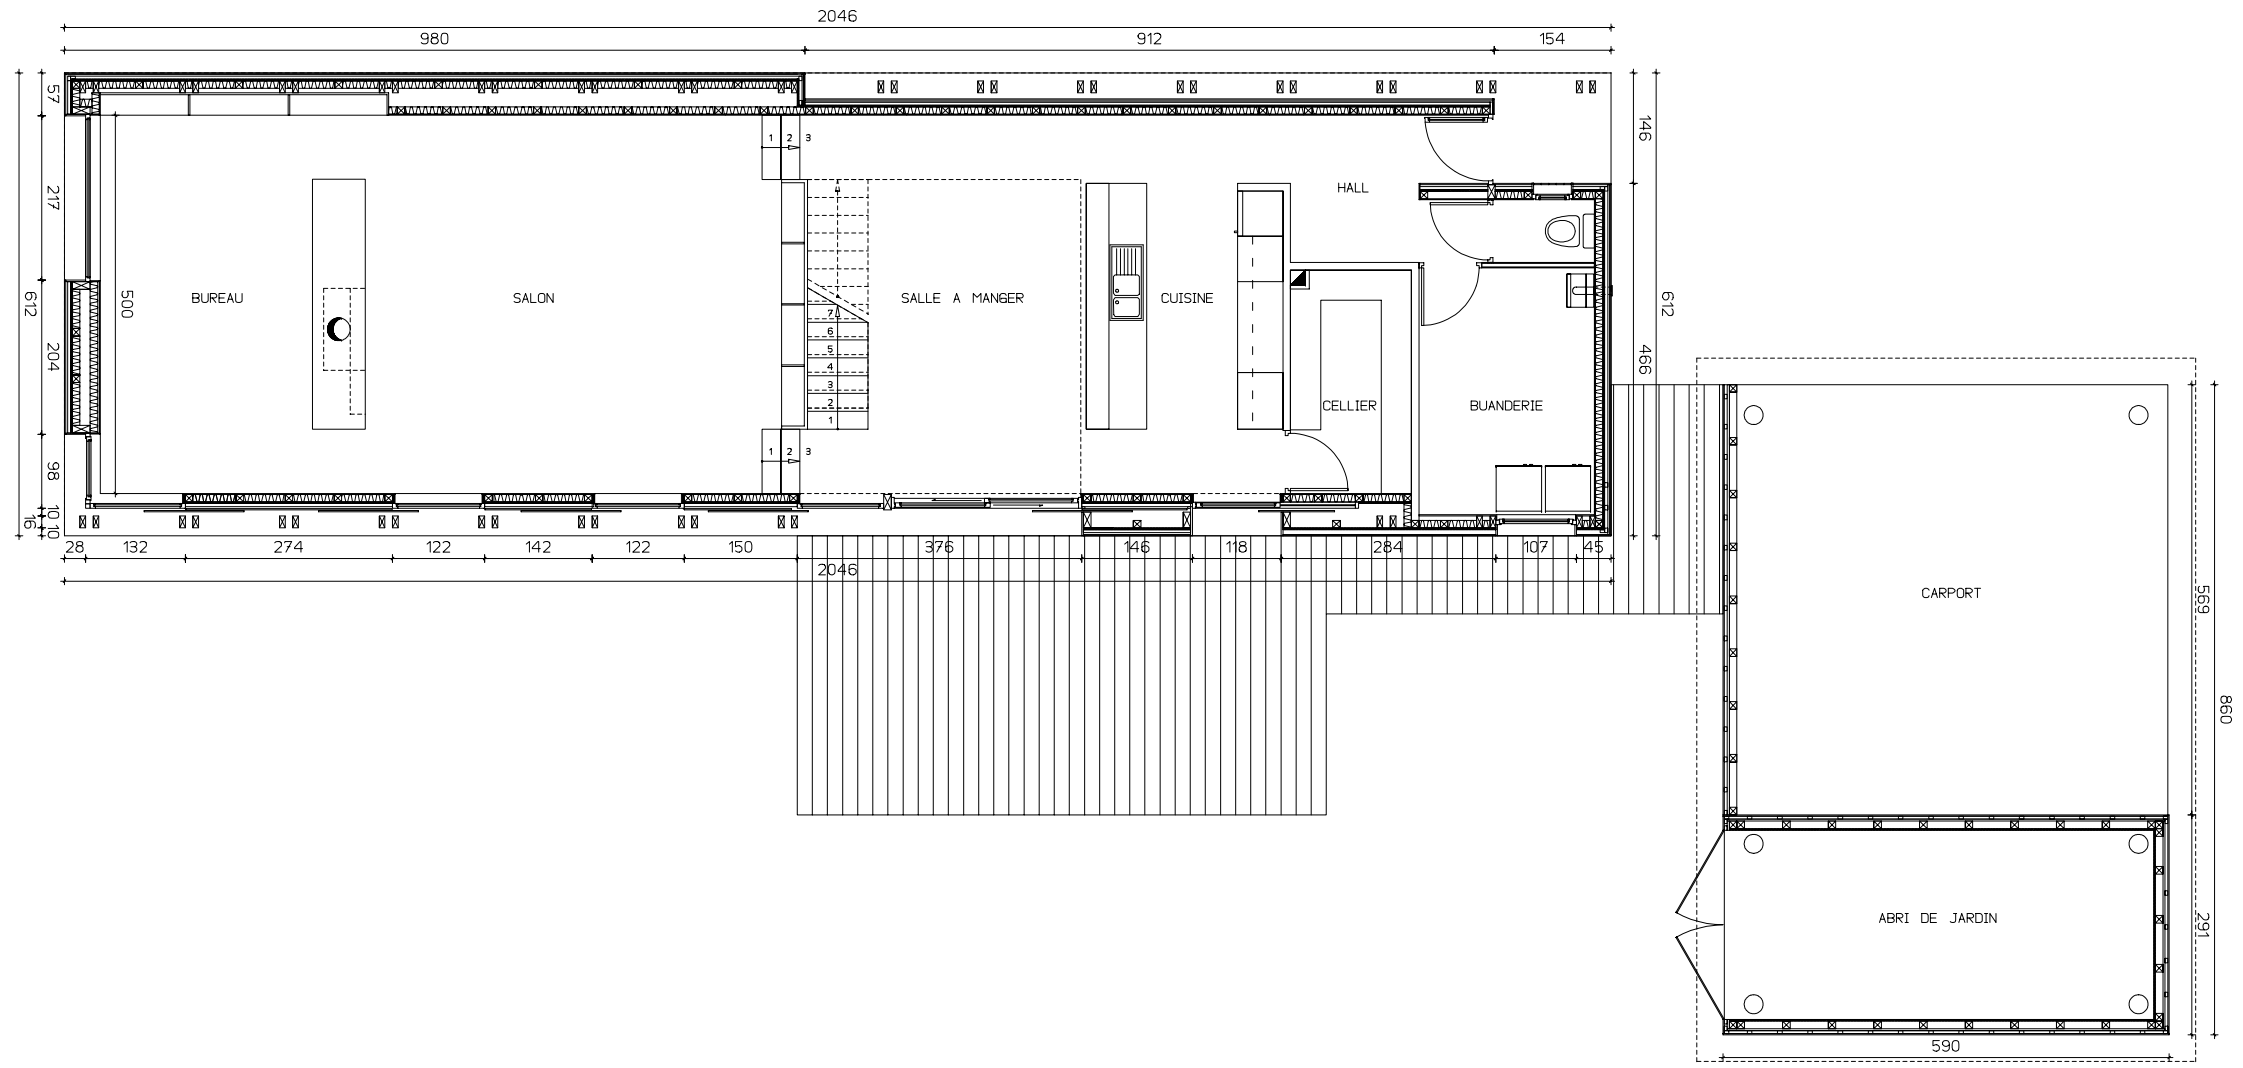 2046
980 912 154
57
146
1 2 3
HALL
217
612
500
BUREAU
SALON
SALLE A MANGER
CUISINE
612
7
6
5
4
3
2
1
204
466
CELLIER
BUANDERIE
98
1 2 3
10
16
10
28 132 274 122 142 122 150 376 146 118 284 107 45
2046
CARPORT
569
860
ABRI DE JARDIN
291
590